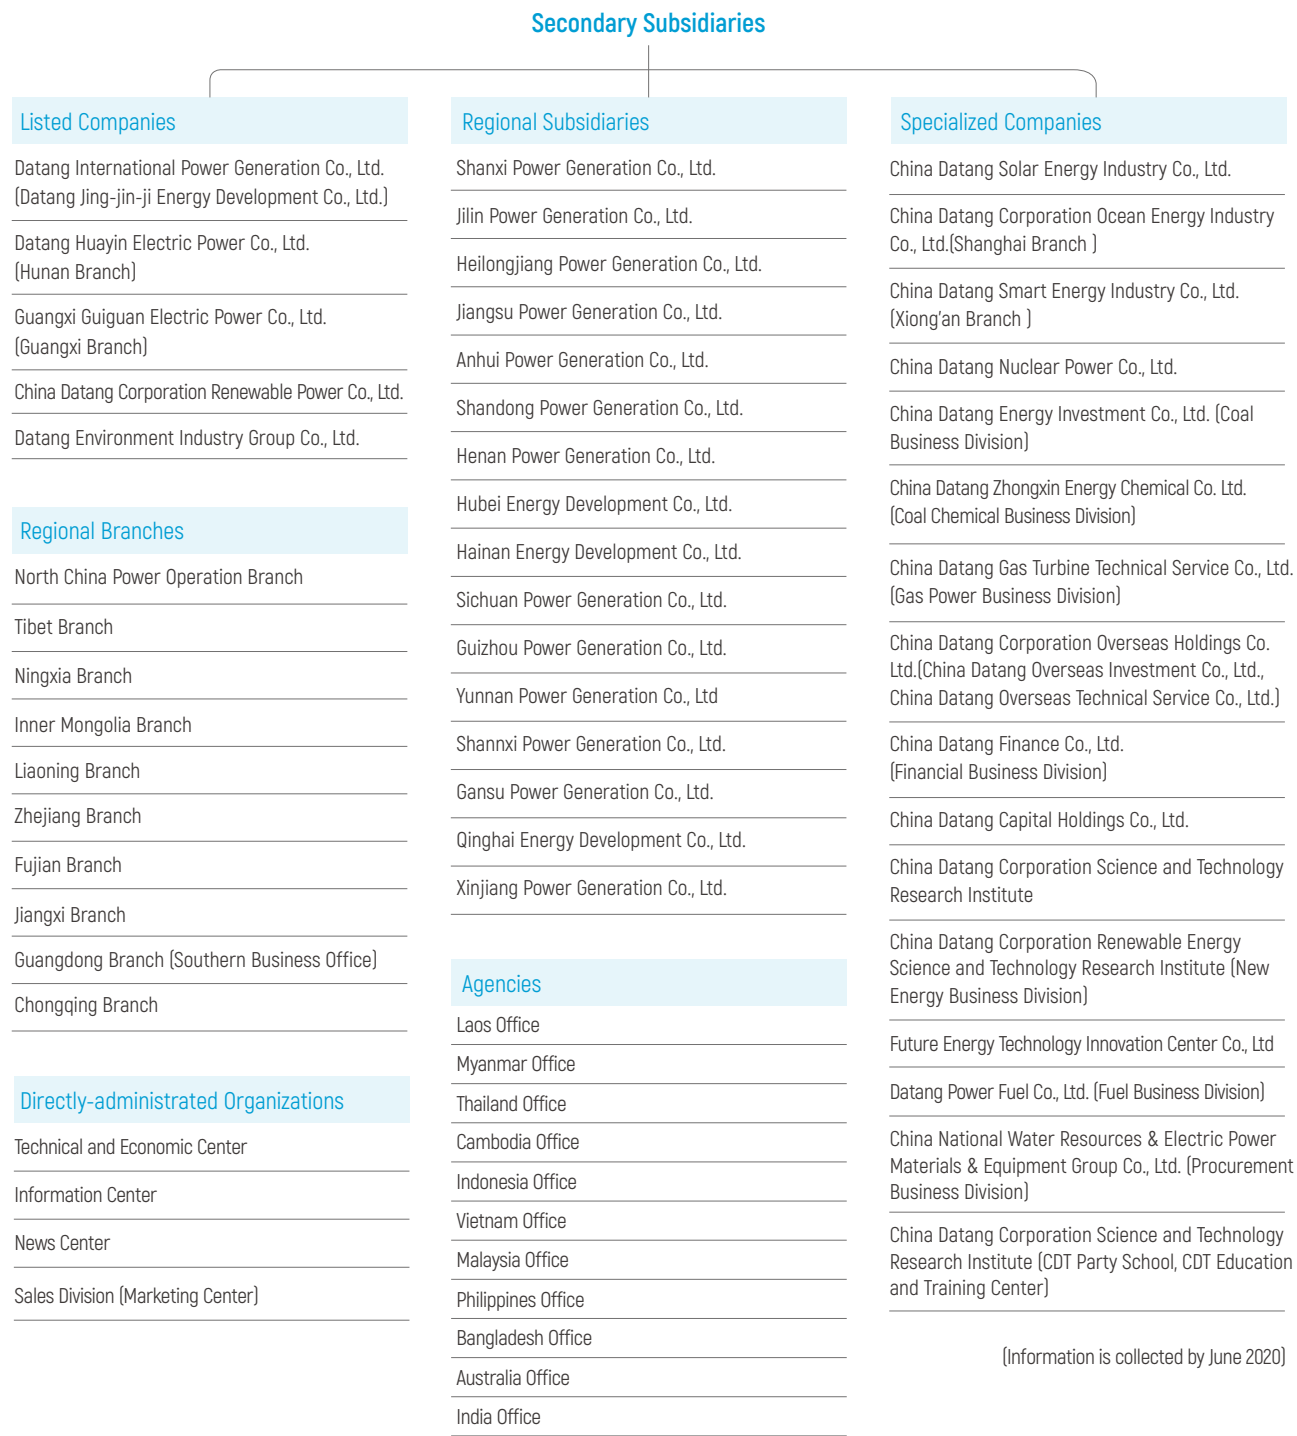 Secondary Subsidiaries
Listed Companies
Datang International Power Generation Co., Ltd.
(Datang Jing-jin-ji Energy Development Co., Ltd.)
Datang Huayin Electric Power Co., Ltd.
(Hunan Branch)
Guangxi Guiguan Electric Power Co., Ltd.
(Guangxi Branch)
China Datang Corporation Renewable Power Co., Ltd.
Datang Environment Industry Group Co., Ltd.
Regional Branches
North China Power Operation Branch
Tibet Branch
Ningxia Branch
Inner Mongolia Branch
Liaoning Branch
Zhejiang Branch
Fujian Branch
Jiangxi Branch
Guangdong Branch (Southern Business Office)
Chongqing Branch
Directly-administrated Organizations
Technical and Economic Center
Information Center
News Center
Sales Division (Marketing Center)
Regional Subsidiaries
Shanxi Power Generation Co., Ltd.
Jilin Power Generation Co., Ltd.
Heilongjiang Power Generation Co., Ltd.
Jiangsu Power Generation Co., Ltd.
Anhui Power Generation Co., Ltd.
Shandong Power Generation Co., Ltd.
Henan Power Generation Co., Ltd.
Hubei Energy Development Co., Ltd.
Hainan Energy Development Co., Ltd.
Sichuan Power Generation Co., Ltd.
Guizhou Power Generation Co., Ltd.
Yunnan Power Generation Co., Ltd
Shannxi Power Generation Co., Ltd.
Gansu Power Generation Co., Ltd.
Qinghai Energy Development Co., Ltd.
Xinjiang Power Generation Co., Ltd.
Agencies
Laos Office
Myanmar Office
Thailand Office
Cambodia Office
Indonesia Office
Vietnam Office
Malaysia Office
Philippines Office
Bangladesh Office
Australia Office
India Office
Specialized Companies
China Datang Solar Energy Industry Co., Ltd.
China Datang Corporation Ocean Energy Industry
Co., Ltd.(Shanghai Branch )
China Datang Smart Energy Industry Co., Ltd.
(Xiong'an Branch )
China Datang Nuclear Power Co., Ltd.
China Datang Energy Investment Co., Ltd. (Coal
Business Division)
China Datang Zhongxin Energy Chemical Co. Ltd.
(Coal Chemical Business Division)
China Datang Gas Turbine Technical Service Co., Ltd.
(Gas Power Business Division)
China Datang Corporation Overseas Holdings Co.
Ltd.(China Datang Overseas Investment Co., Ltd.,
China Datang Overseas Technical Service Co., Ltd.)
China Datang Finance Co., Ltd.
(Financial Business Division)
China Datang Capital Holdings Co., Ltd.
China Datang Corporation Science and Technology
Research Institute
China Datang Corporation Renewable Energy
Science and Technology Research Institute (New
Energy Business Division)
Future Energy Technology Innovation Center Co., Ltd
Datang Power Fuel Co., Ltd. (Fuel Business Division)
China National Water Resources & Electric Power
Materials & Equipment Group Co., Ltd. (Procurement
Business Division)
China Datang Corporation Science and Technology
Research Institute (CDT Party School, CDT Education
and Training Center)
(Information is collected by June 2020)